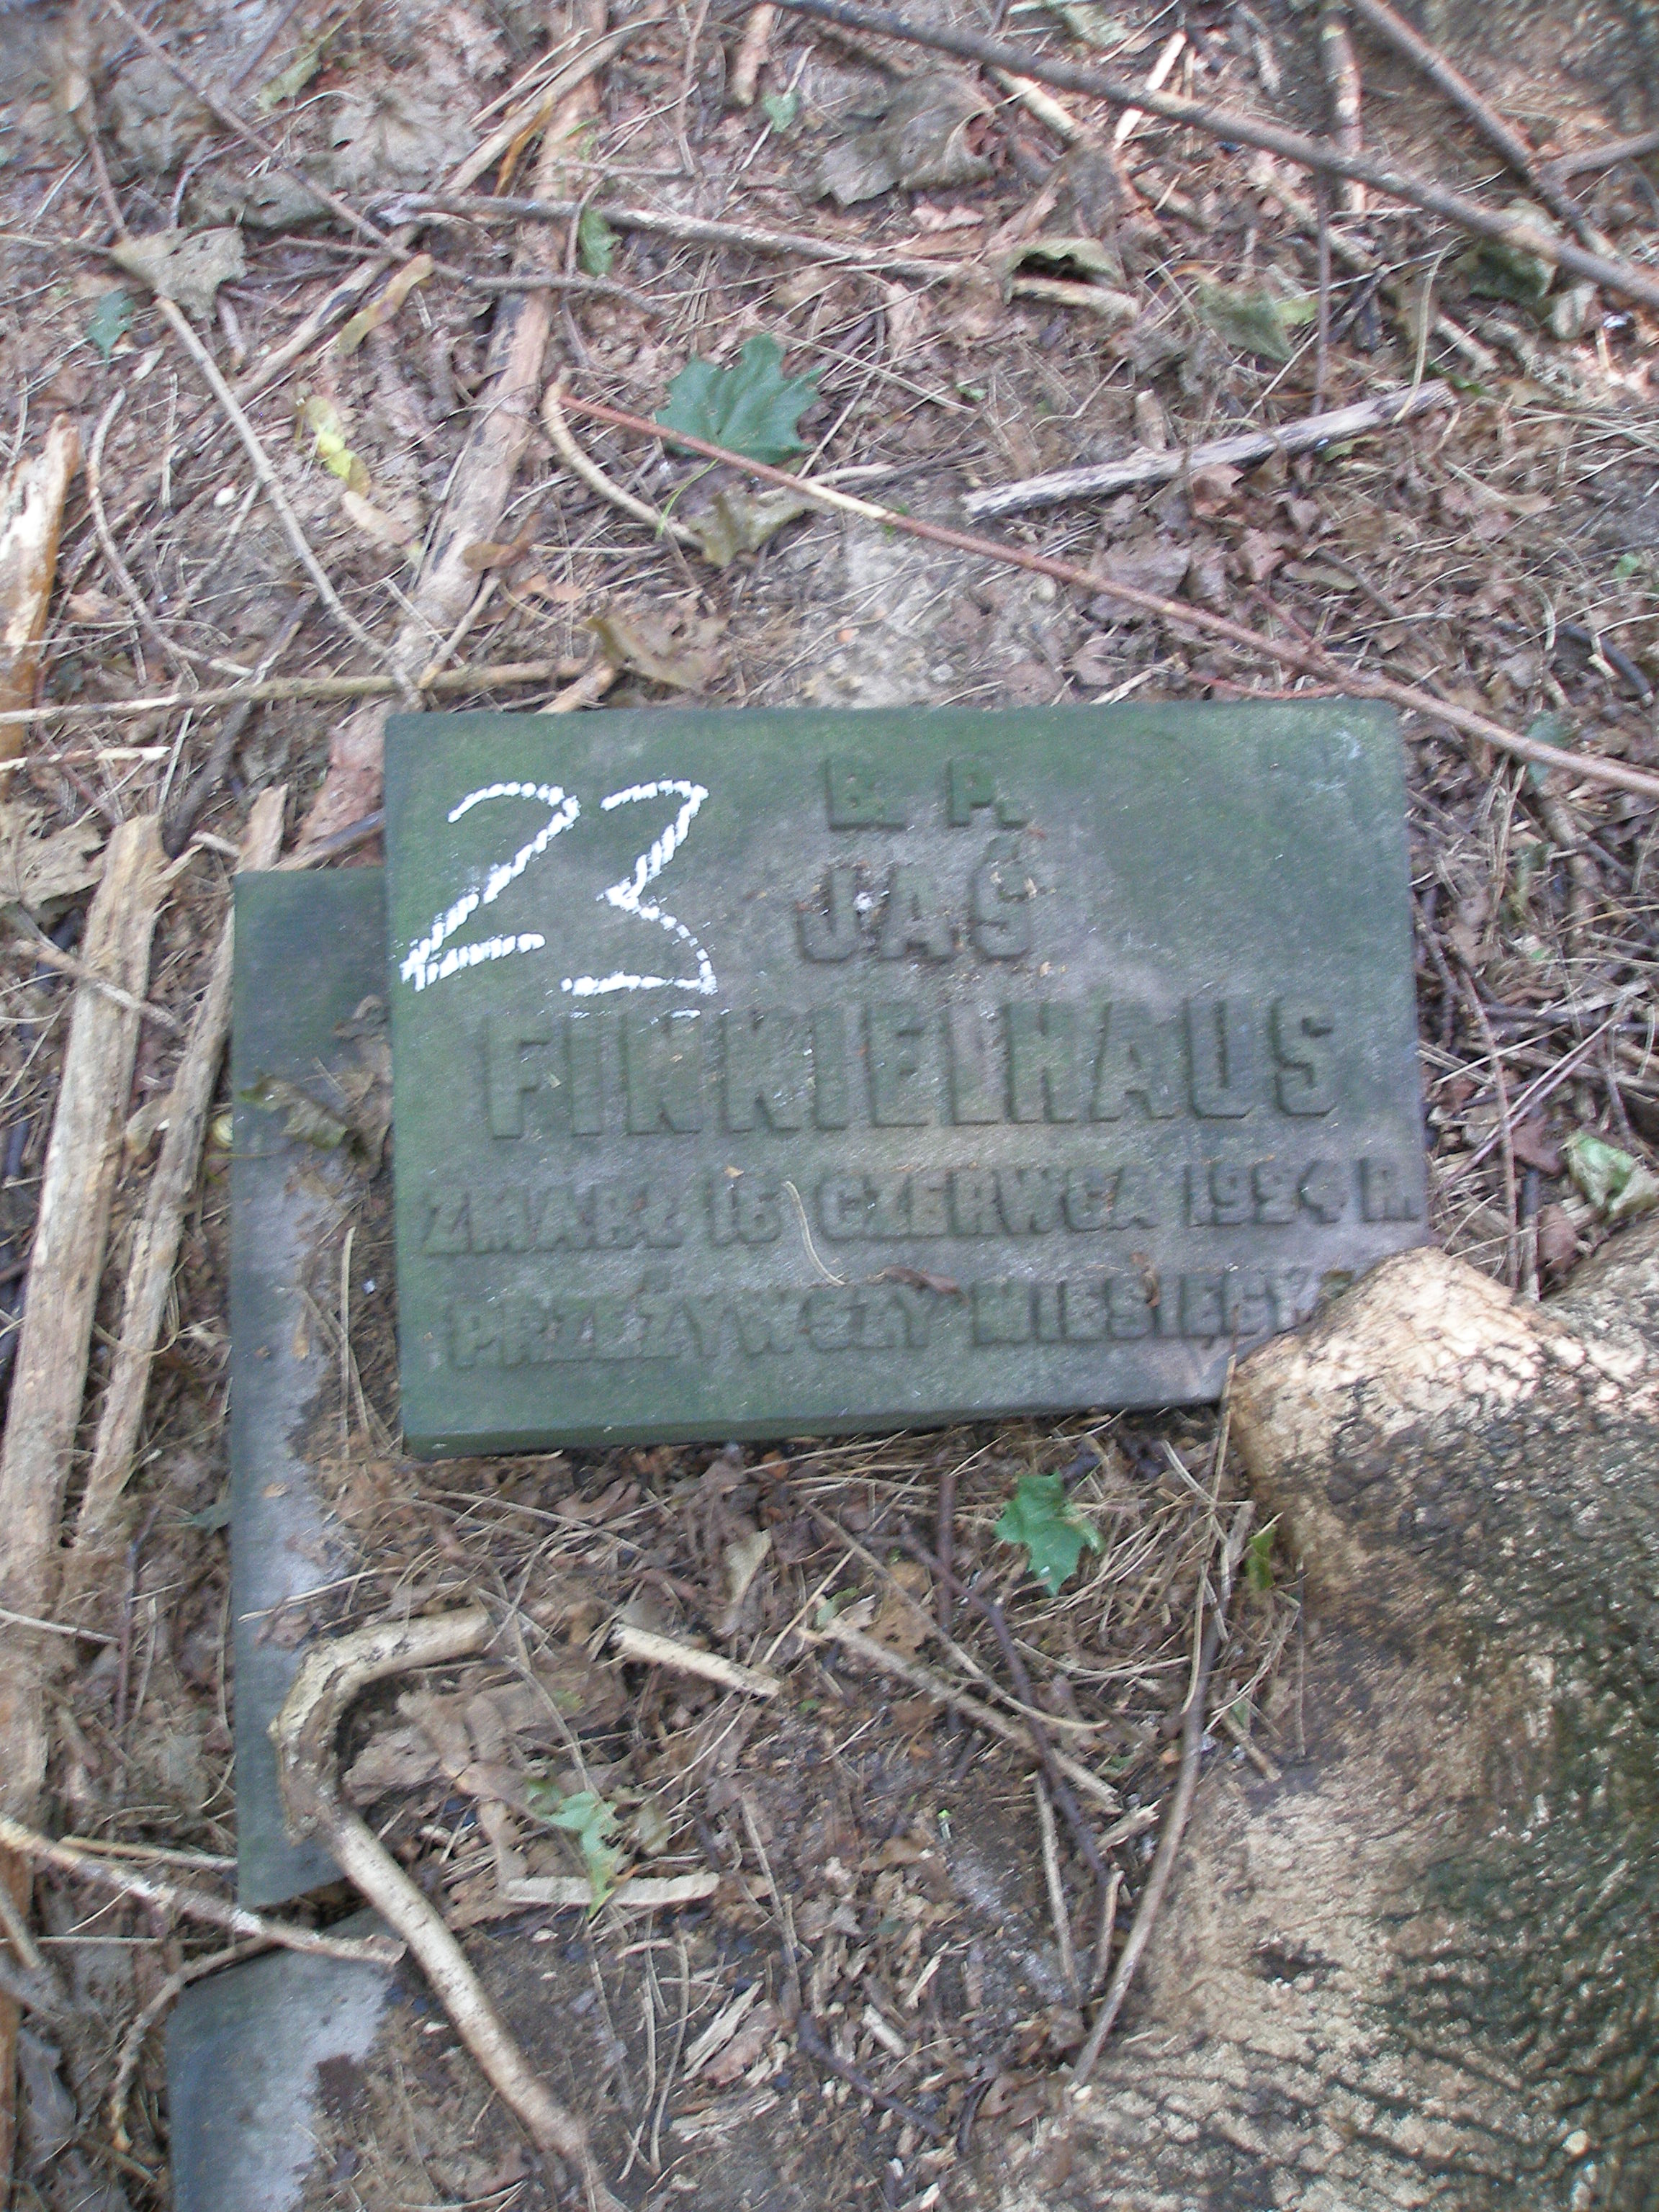 23
B. P.
JAŚ
FINKIELHAUS
ZMARŁ 16 CZERWCA 1924 R.
PRZEŻYWSZY MIESIĘCY